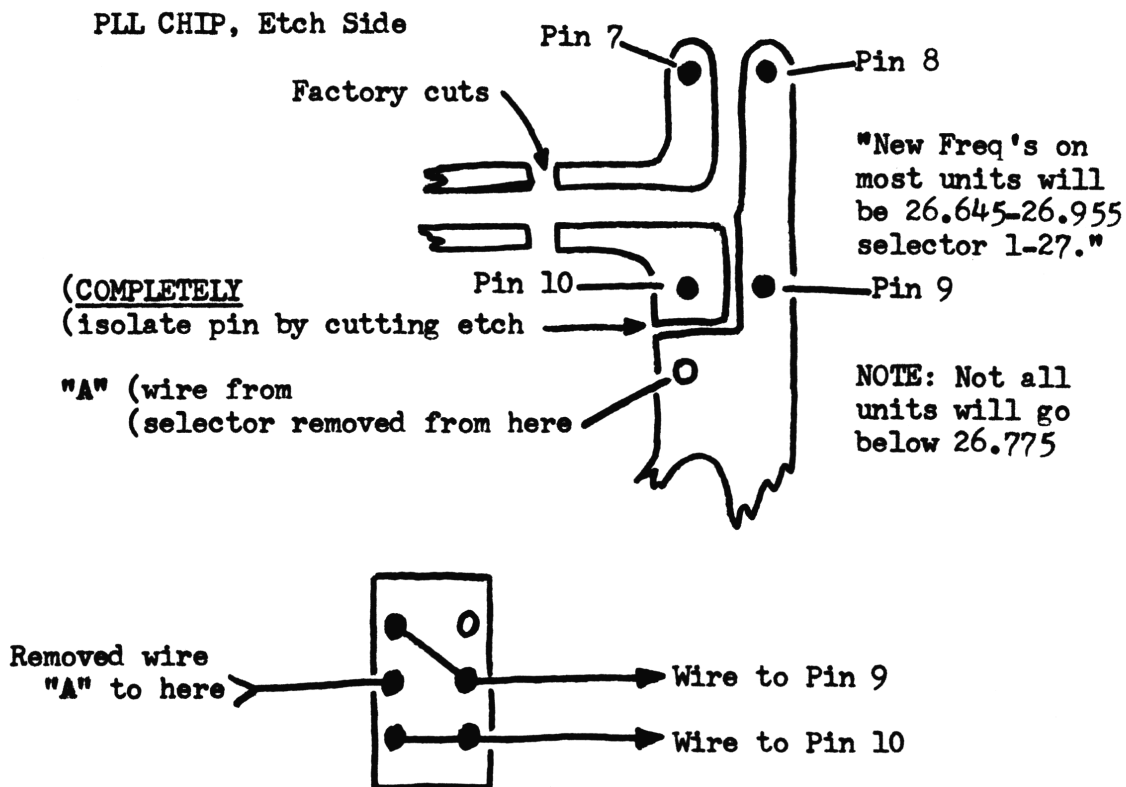 PLL CHIP, Etch Side
Pin 7
Pin 8
Factory cuts
"New Freq's on
most units will
be 26.645-26.955
selector 1-27."
Pin 10
Pin 9
(COMPLETELY
(isolate pin by cutting etch
"A" (wire from
(selector removed from here
NOTE: Not all
units will go
below 26.775
Removed wire
"A" to here
Wire to Pin 9
Wire to Pin 10